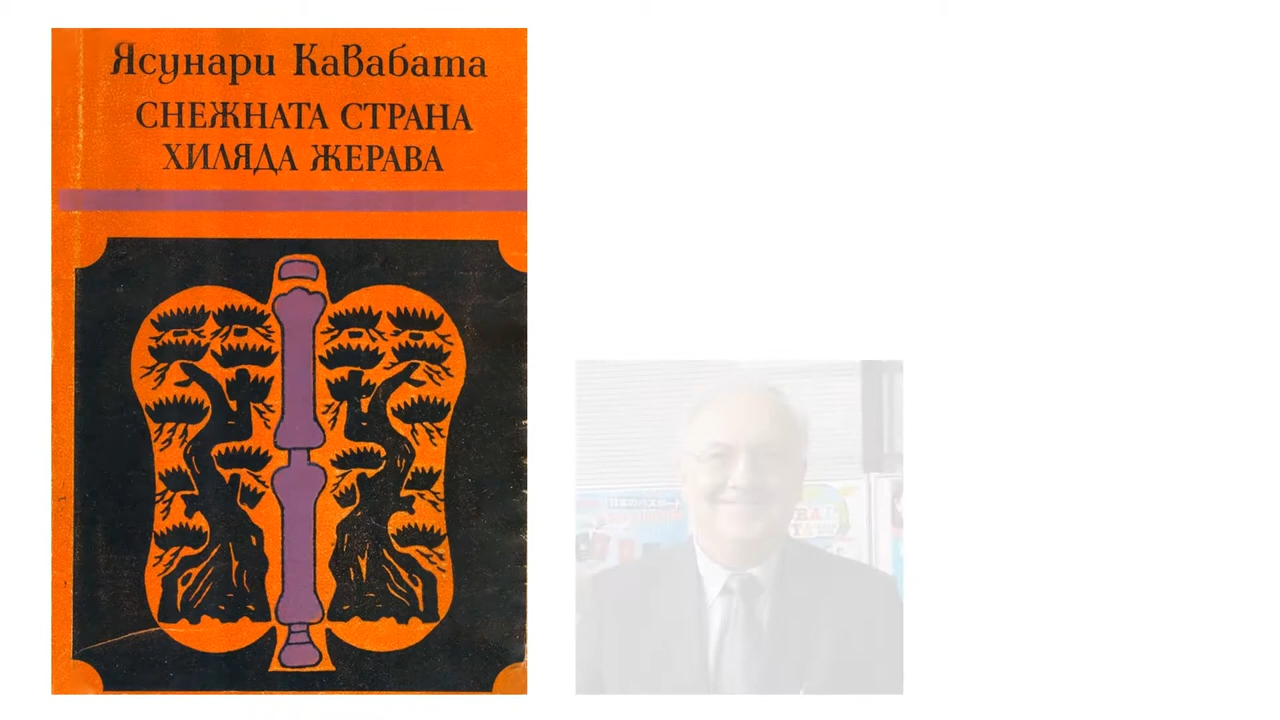 Ясунари Кавабата
СНЕЖНАТА СТРАНА
ХИЛЯДА ЖЕРАВА